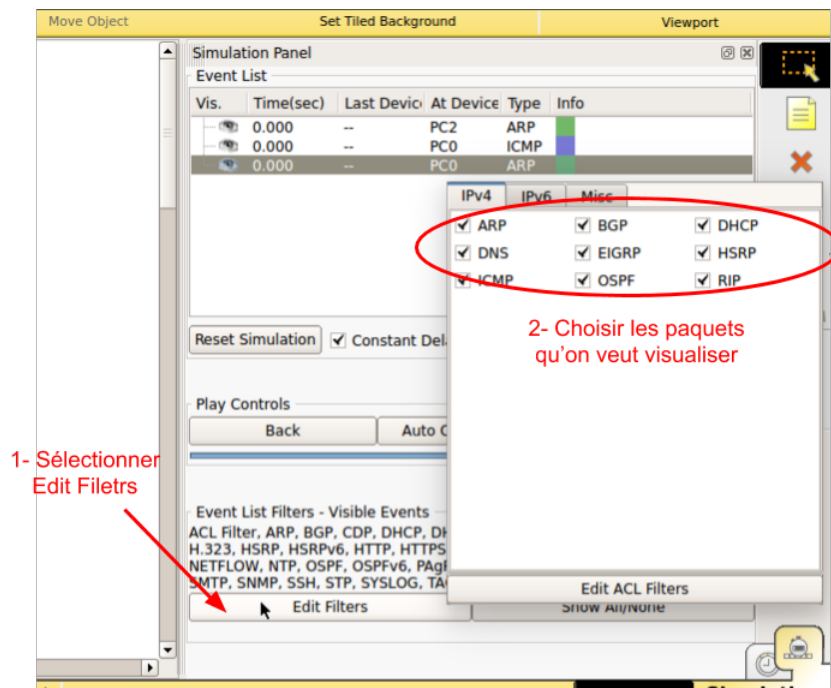 Move Object Set Tiled Background Viewport
Simulation Panel
Event List
Vis. Time(sec) Last Device At Device Type Info
0.000 -- PC2 ARP
0.000 -- PC0 ICMP
0.000 -- PC0 ARP
IPv4 IPv6 Misc
ARP BGP DHCP
DNS EIGRP HSRP
ICMP OSPF RIP
2- Choisir les paquets
qu'on veut visualiser
Reset Simulation Constant Del
Play Controls
Back Auto C
1- Sélectionner
Edit Filetrs
Event List Filters - Visible Events
ACL Filter, ARP, BGP, CDP, DHCP,
H.323, HSRP, HSRPv6, HTTP, HTTPS
NETFLOW, NTP, OSPF, OSPFv6, PAgP
SMTP, SNMP, SSH, STP, SYSLOG, TA
Edit ACL Filters
Edit Filters Show All/None